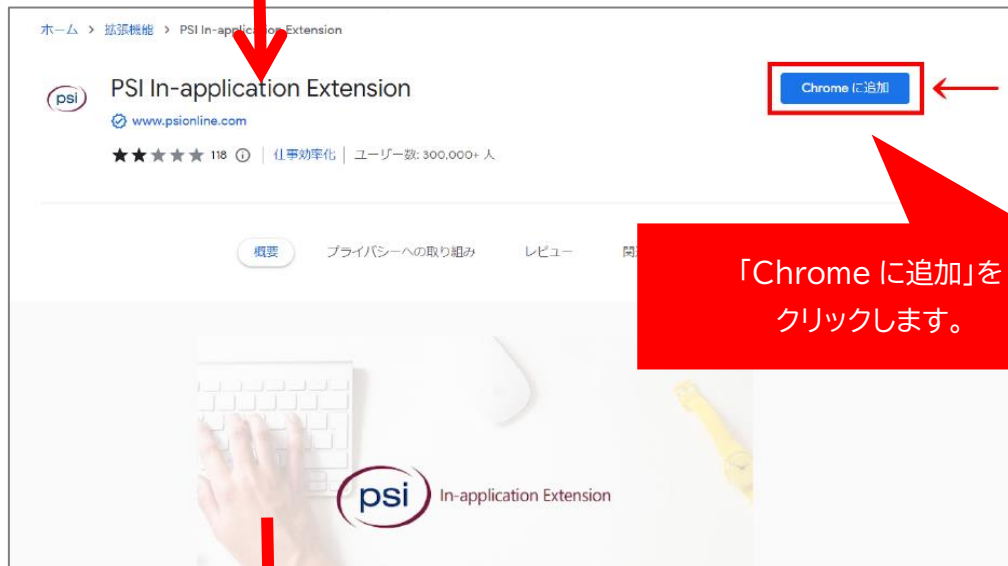 ホーム > 拡張機能 > PSI In-application Extension
psi
PSI In-application Extension
Chrome に追加
www.psionline.com
118
仕事効率化
ユーザー数: 300,000+ 人
概要
プライバシーへの取り組み
レビュー
「Chrome に追加」を
クリックします。
psi In-application Extension